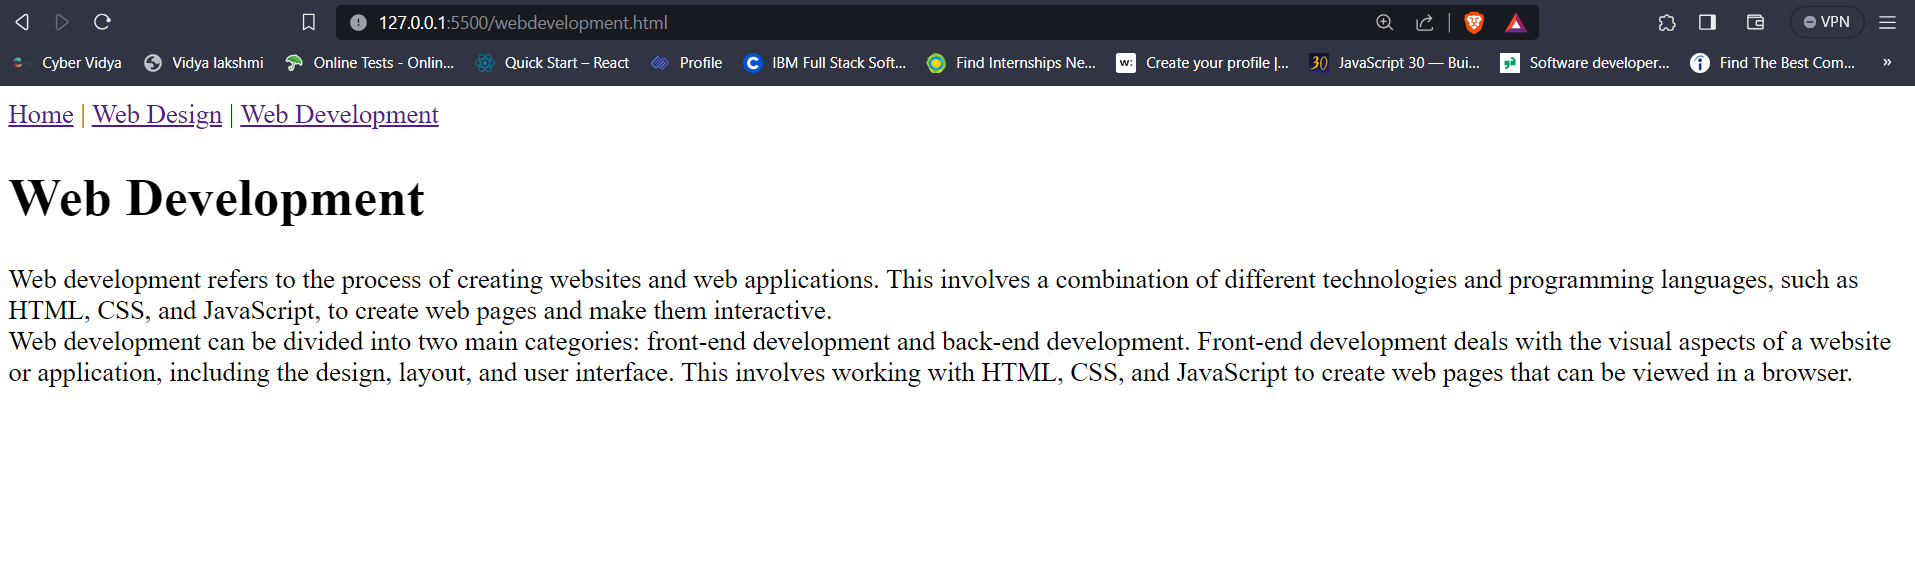 127.0.0.1:5500/webdevelopment.html
VPN
Cyber Vidya Vidya lakshmi Online Tests - Onlin... Quick Start – React Profile C IBM Full Stack Soft... Find Internships Ne... w: Create your profile |... 30 JavaScript 30 — Bui... Software developer... Find The Best Com... »
Home | Web Design | Web Development
Web Development
Web development refers to the process of creating websites and web applications. This involves a combination of different technologies and programming languages, such as
HTML, CSS, and JavaScript, to create web pages and make them interactive.
Web development can be divided into two main categories: front-end development and back-end development. Front-end development deals with the visual aspects of a website
or application, including the design, layout, and user interface. This involves working with HTML, CSS, and JavaScript to create web pages that can be viewed in a browser.